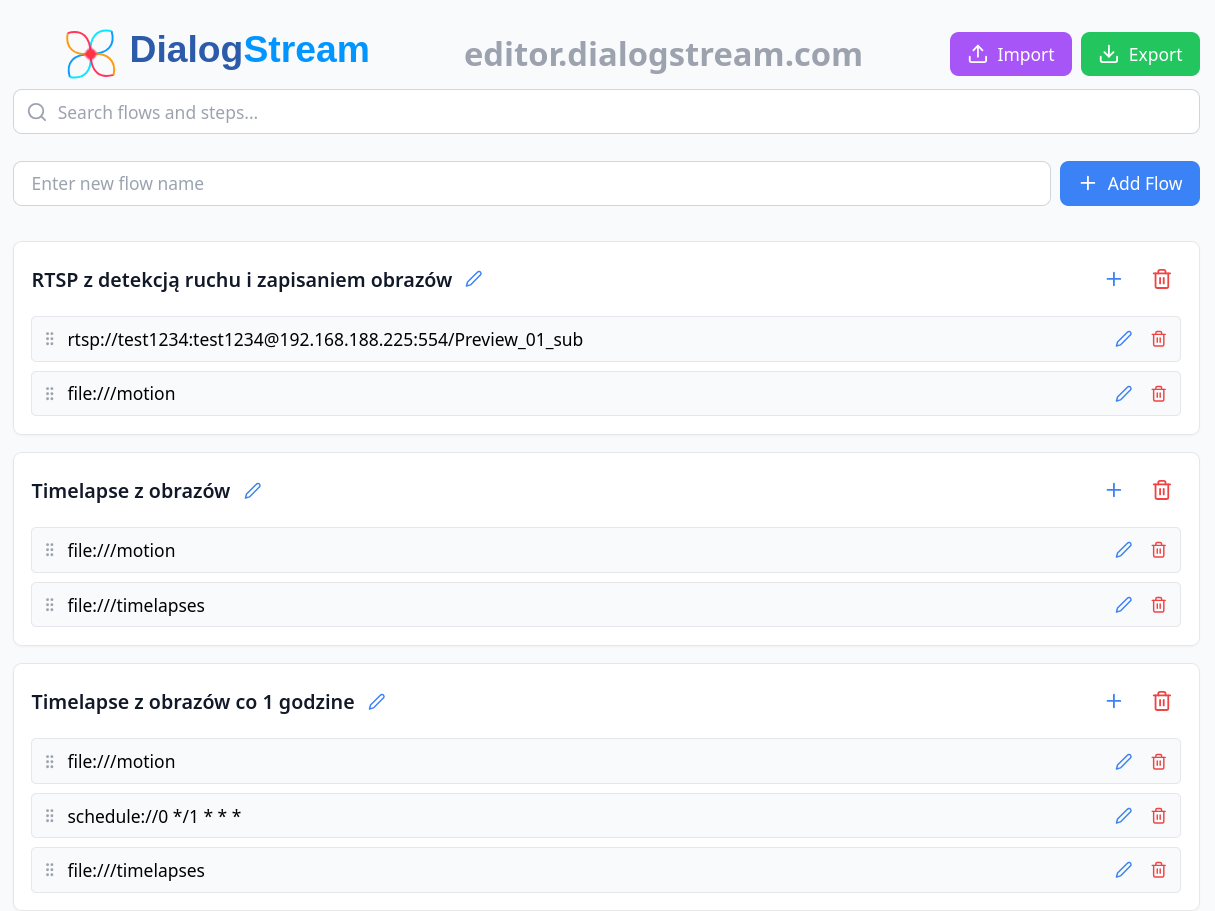 DialogStream
editor.dialogstream.com
Import
Export
Search flows and steps...
Enter new flow name
Add Flow
RTSP z detekcją ruchu i zapisaniem obrazów
rtsp://test1234:test1234@192.168.188.225:554/Preview_01_sub
file:///motion
Timelapse z obrazów
file:///motion
file:///timelapses
Timelapse z obrazów co 1 godzine
file:///motion
schedule://0 */1 * * *
file:///timelapses